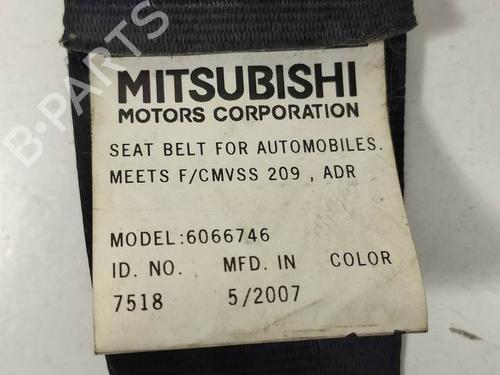 MITSUBISHI
MOTORS CORPORATION
SEAT BELT FOR AUTOMOBILES.
MEETS F/CMVSS 209 , ADR
MODEL:6066746
ID. NO. MFD. IN COLOR
7518 5/2007
B-PARTS